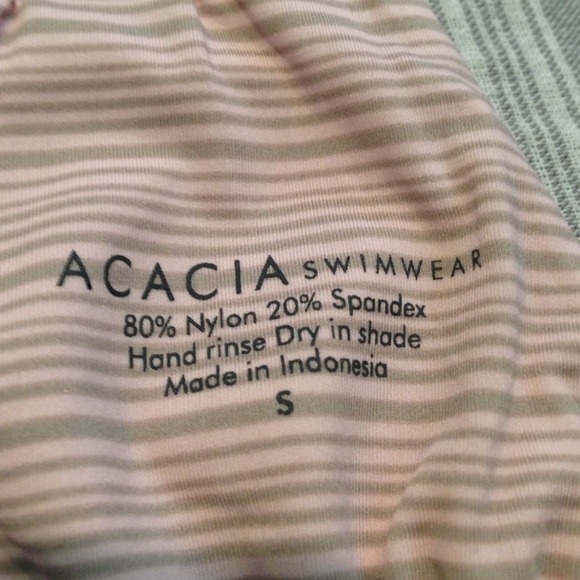 ACACIA SWIMWEAR
80% Nylon 20% Spandex
Hand rinse Dry in shade
Made in Indonesia
S